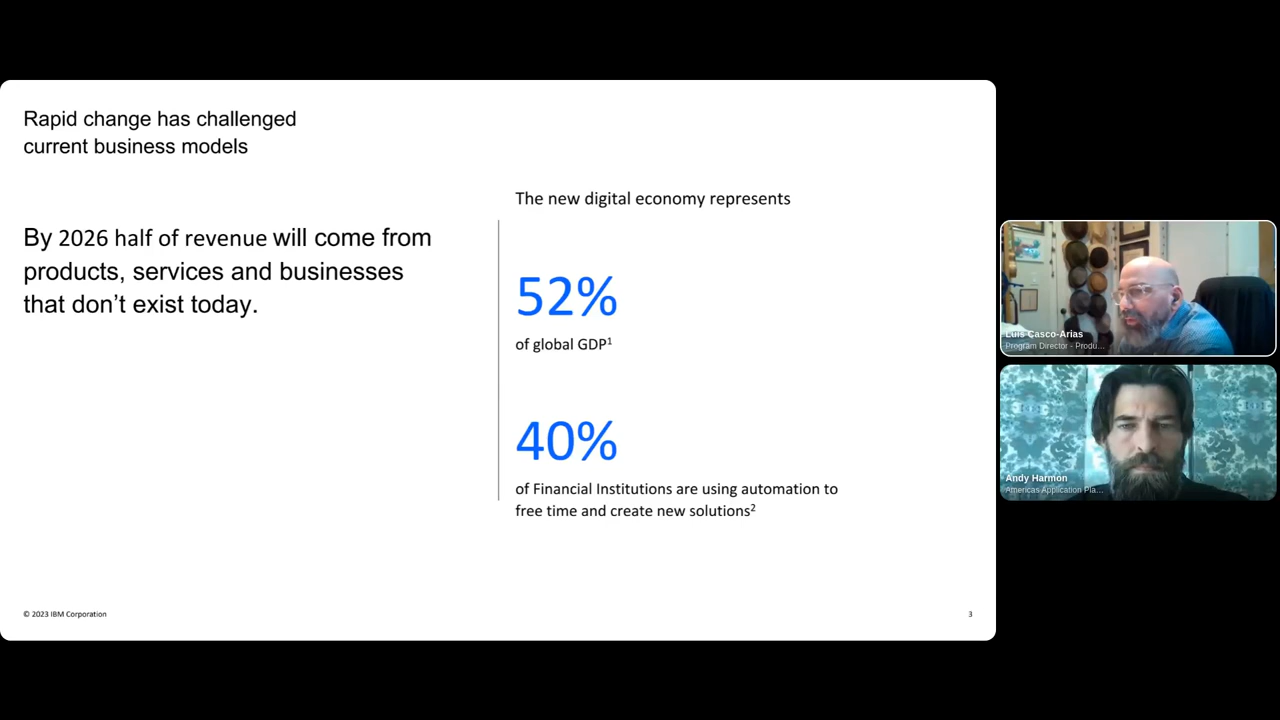 Rapid change has challenged
current business models
By 2026 half of revenue will come from
products, services and businesses
that don’t exist today.
The new digital economy represents
52%
of global GDP¹
40%
of Financial Institutions are using automation to
free time and create new solutions²
© 2023 IBM Corporation
3
Luis Casco-Arias
Program Director - Produ...
Andy Harmon
Americas Application Pla...